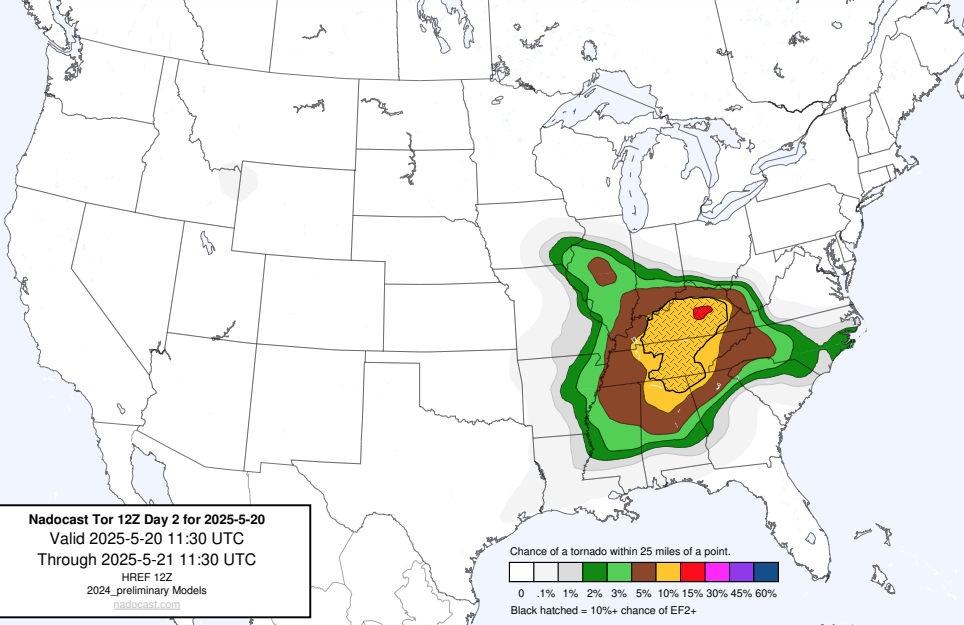 Nadocast Tor 12Z Day 2 for 2025-5-20
Valid 2025-5-20 11:30 UTC
Through 2025-5-21 11:30 UTC
HREF 12Z
2024_preliminary Models
nadocast.com
Chance of a tornado within 25 miles of a point.
0 .1% 1% 2% 3% 5% 10% 15% 30% 45% 60%
Black hatched = 10%+ chance of EF2+